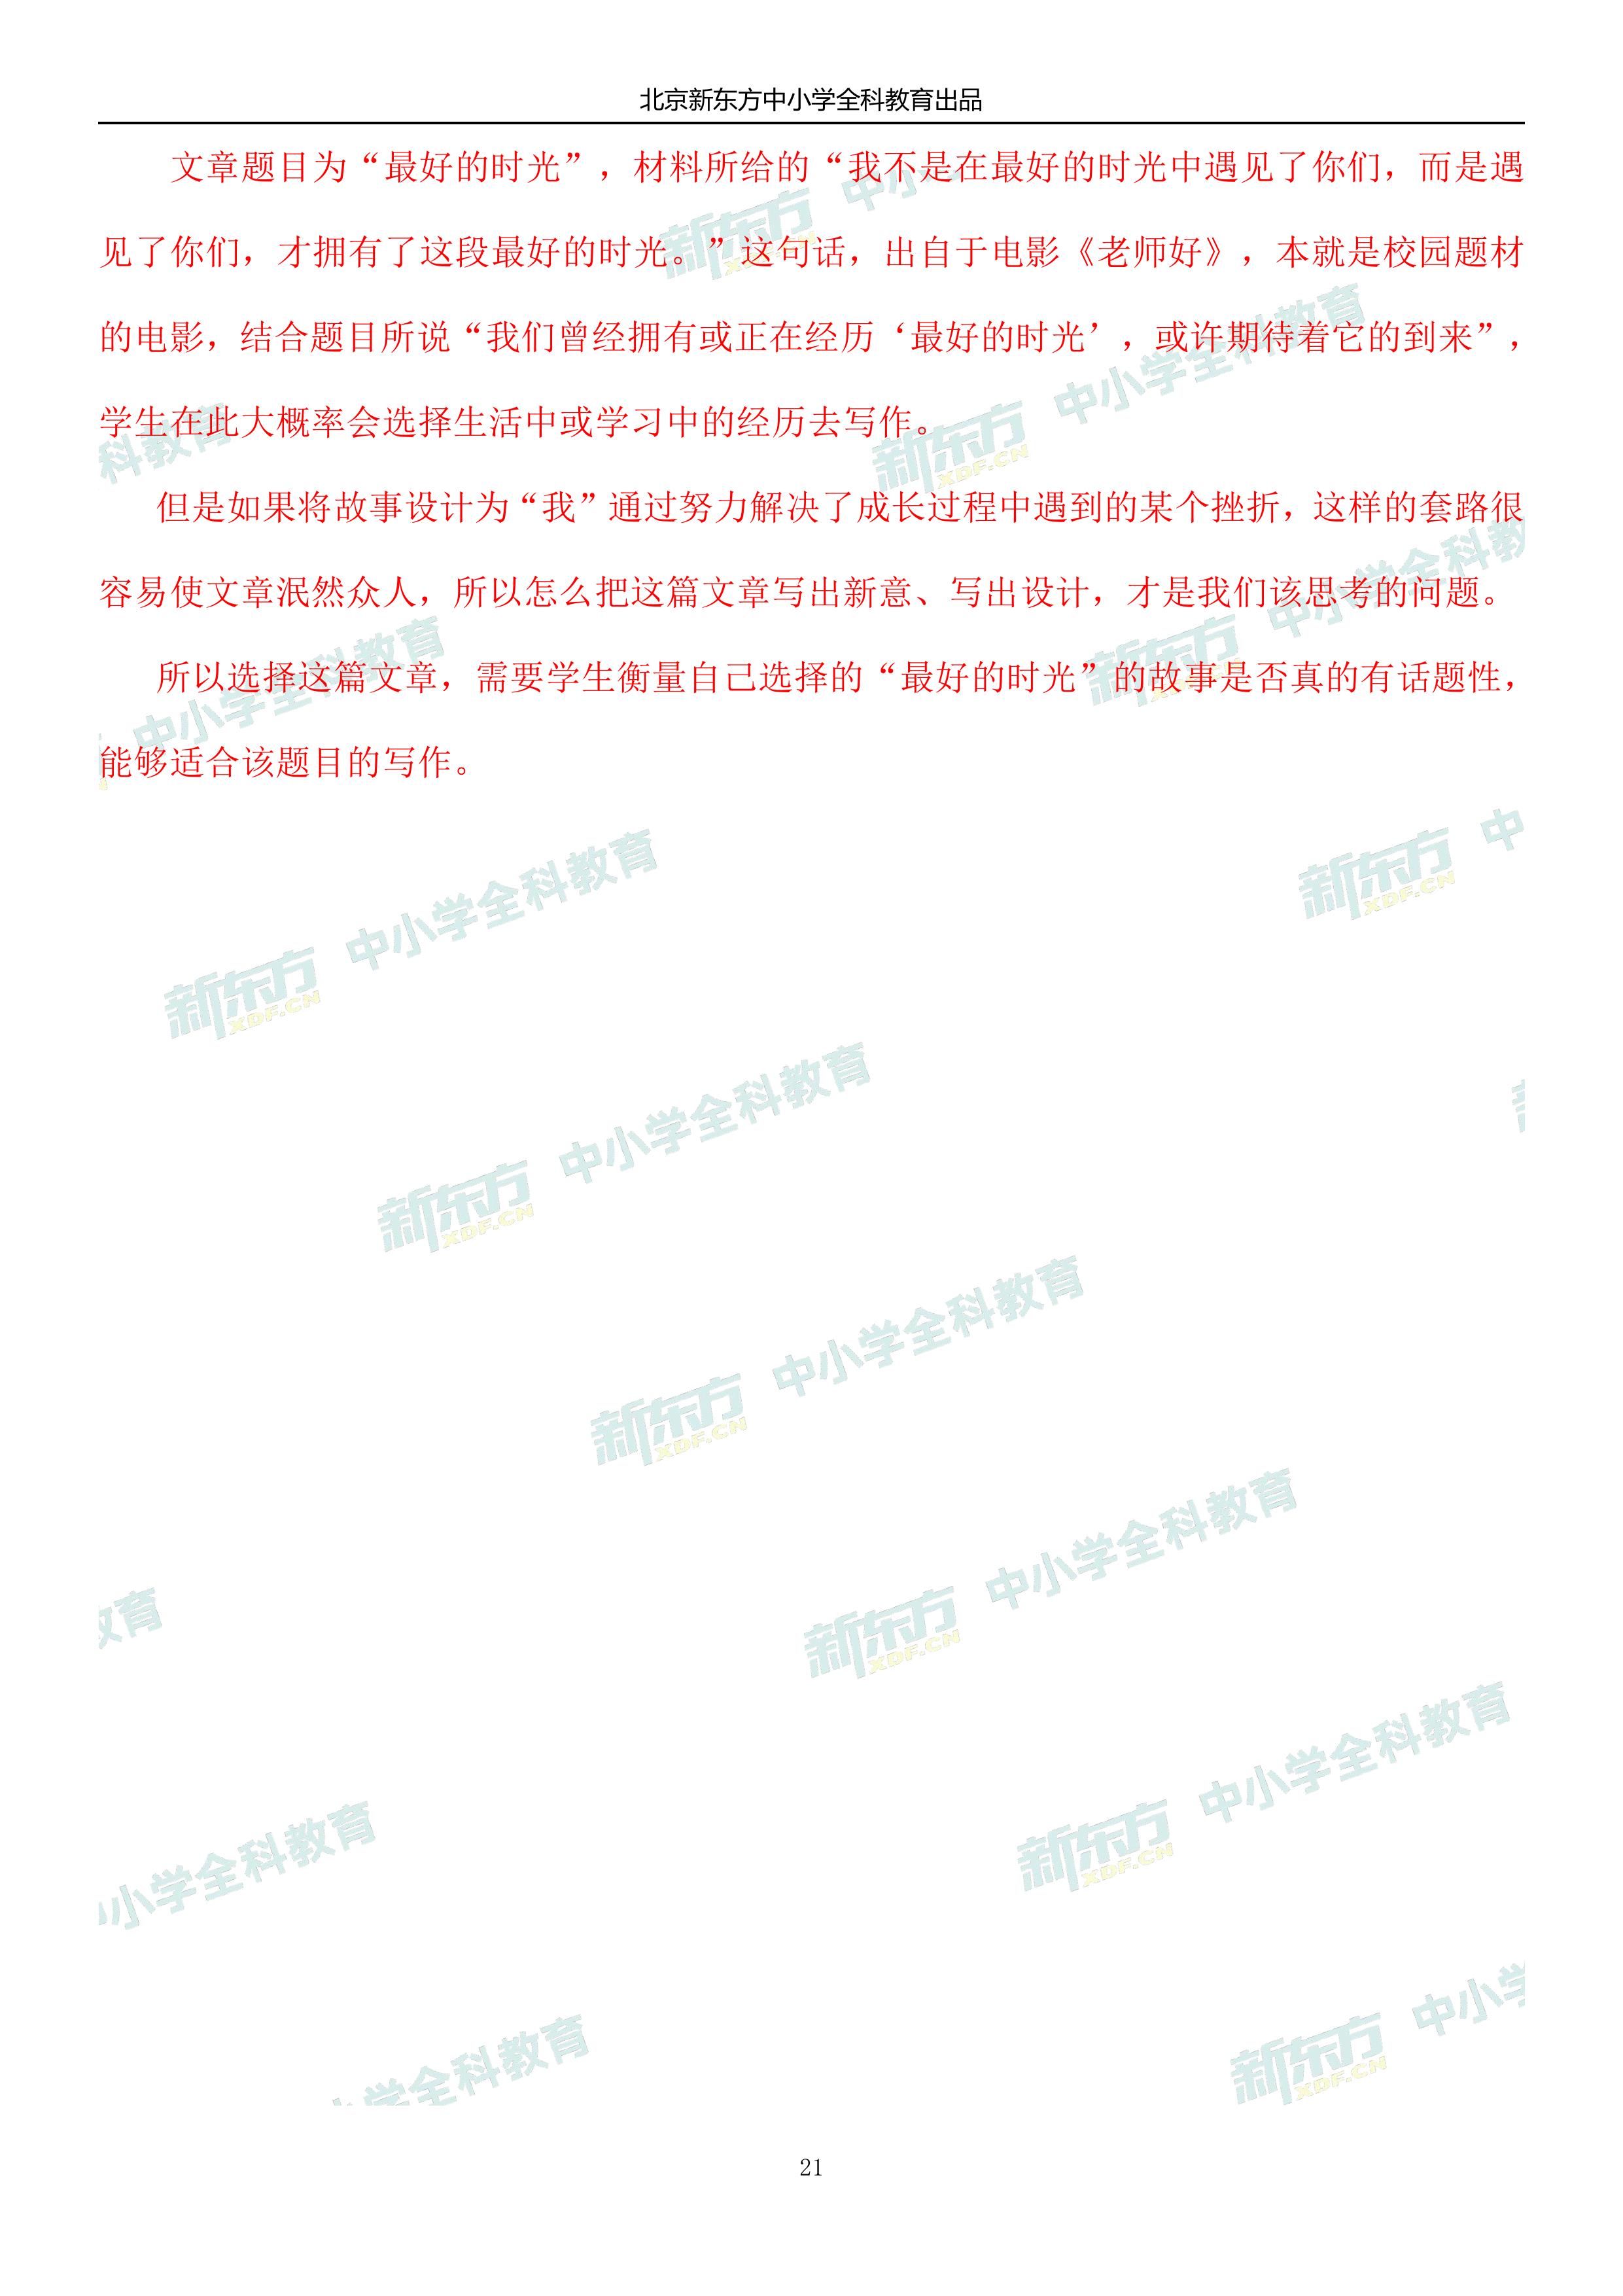 北京新东方中小学全科教育出品
文章题目为“最好的时光”，材料所给的“我不是在最好的时光中遇见了你们，而是遇
见了你们，才拥有了这段最好的时光。”这句话，出自于电影《老师好》，本就是校园题材
的电影，结合题目所说“我们曾经拥有或正在经历‘最好的时光’，或许期待着它的到来”，
学生在此大概率会选择生活中或学习中的经历去写作。
但是如果将故事设计为“我”通过努力解决了成长过程中遇到的某个挫折，这样的套路很
容易使文章泯然众人，所以怎么把这篇文章写出新意、写出设计，才是我们该思考的问题。
所以选择这篇文章，需要学生衡量自己选择的“最好的时光”的故事是否真的有话题性，
能够适合该题目的写作。
新东方 XDF.CN 中小学全科教育
21